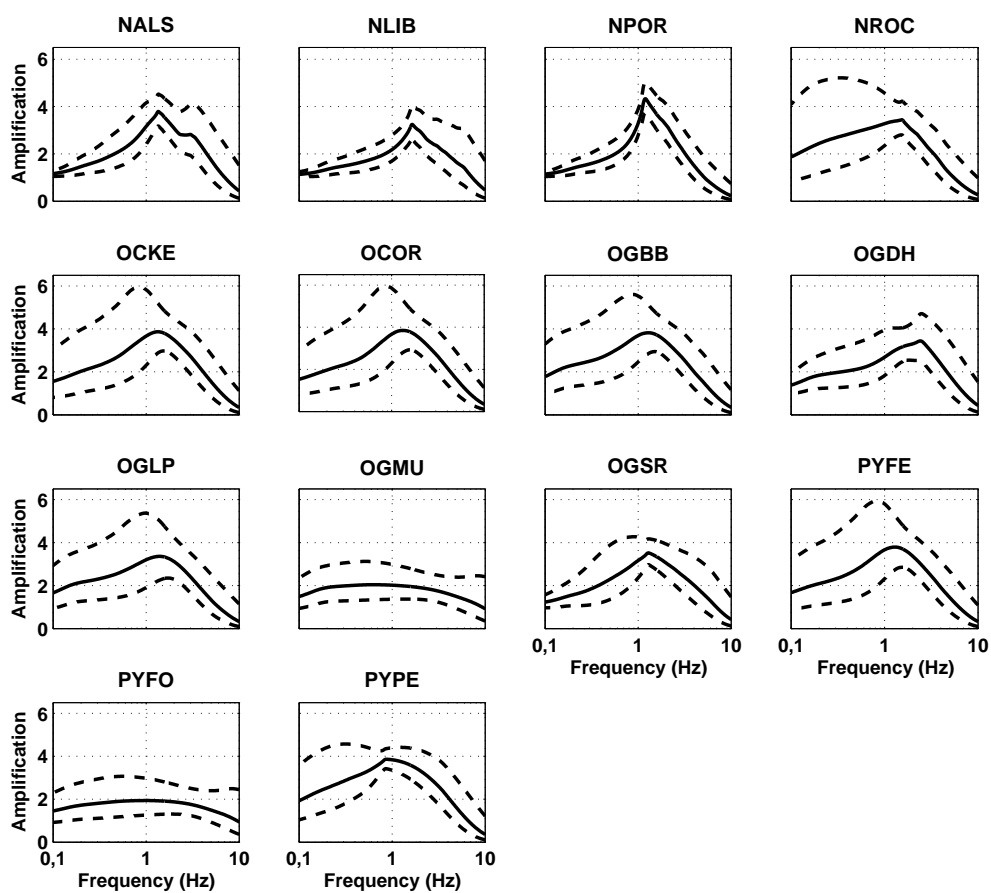 NALS NLIB NPOR NROC
Amplification
6
4
2
0
OCKE OCOR OGBB OGDH
Amplification
6
4
2
0
OGLP OGMU OGSR PYFE
Amplification
6
4
2
0
0,1 1 10 0,1 1 10
Frequency (Hz) Frequency (Hz)
PYFO PYPE
Amplification
6
4
2
0
0,1 1 10 0,1 1 10
Frequency (Hz) Frequency (Hz)